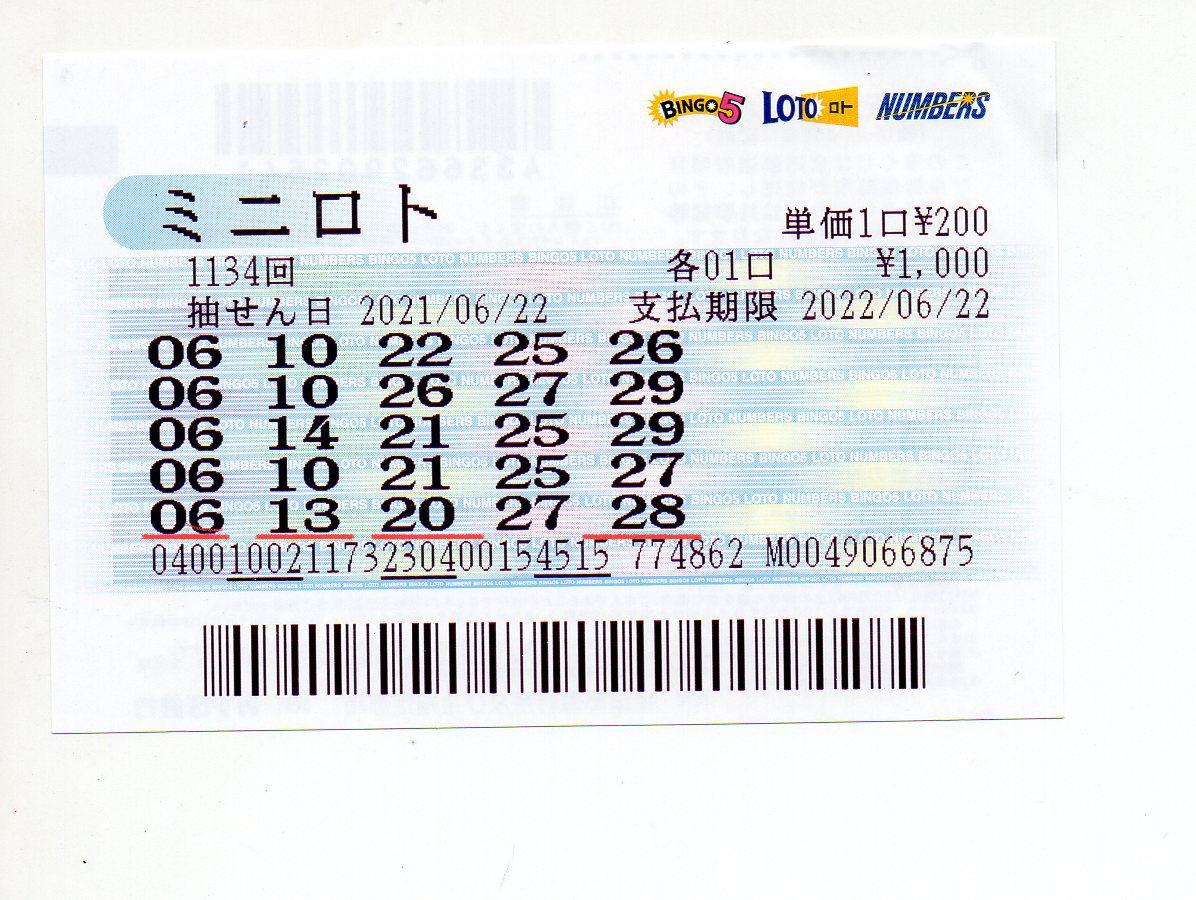 BINGO5 LOTO ロト NUMBERS
ミニロト
単価1口¥200
1134回 各01口 ¥1,000
抽せん日 2021/06/22 支払期限 2022/06/22
06 10 22 25 26
06 10 26 27 29
06 14 21 25 29
06 10 21 25 27
06 13 20 27 28
040010021173230400154515 774862 M0049066875